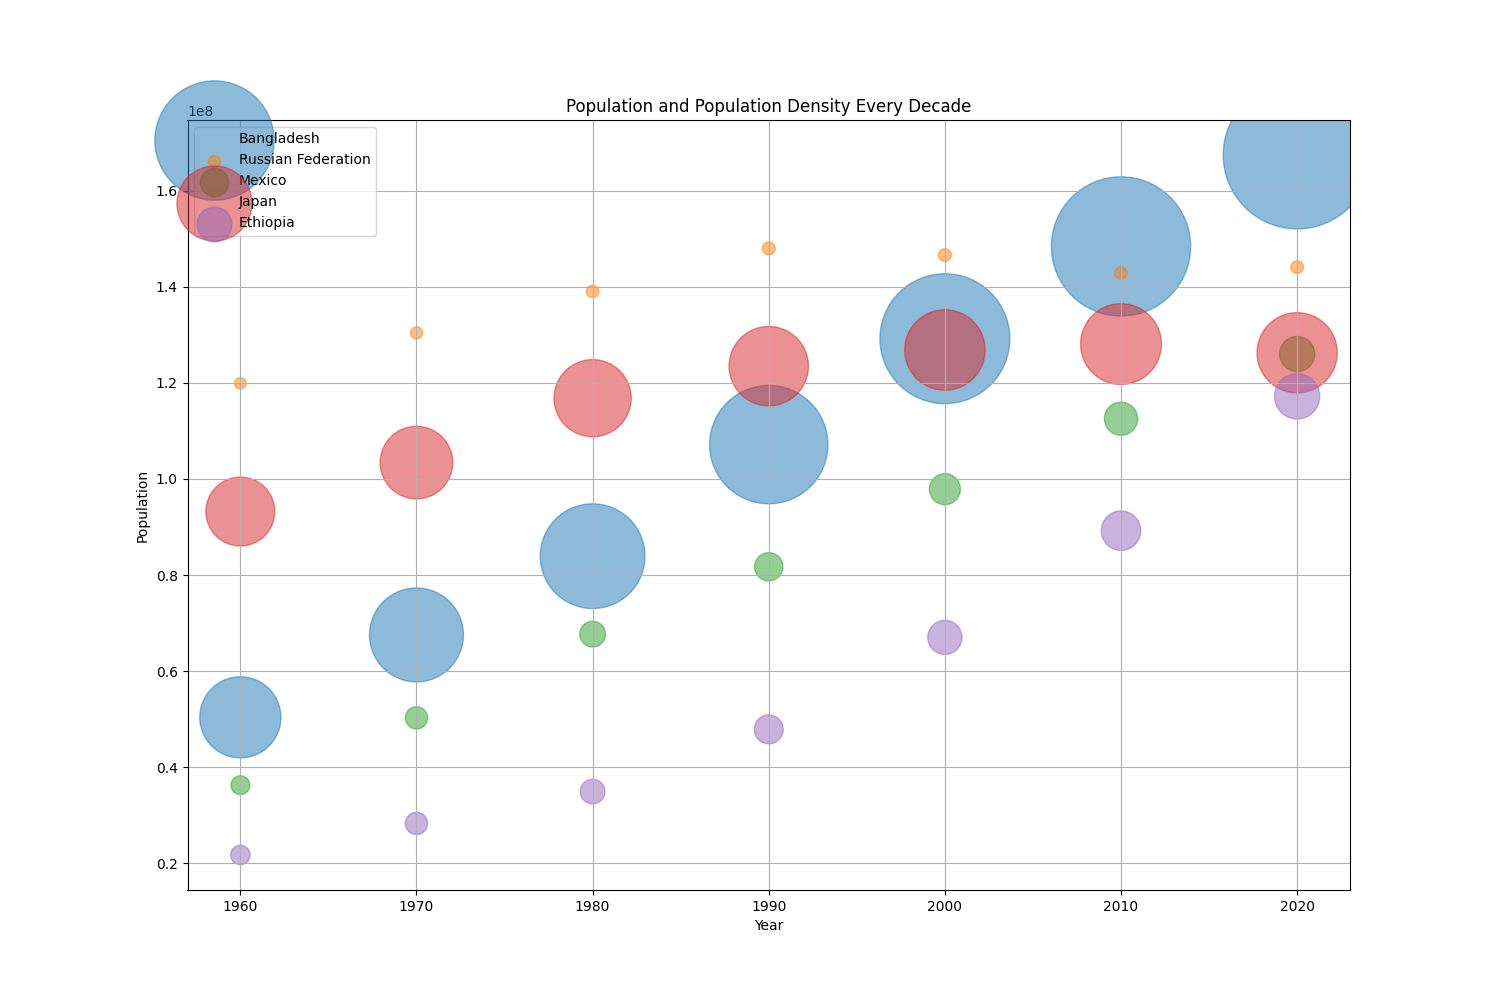 Population and Population Density Every Decade
1e8
Bangladesh
Russian Federation
Mexico
Japan
Ethiopia
1.6
1.4
1.2
1.0
0.8
0.6
0.4
0.2
Population
1960 1970 1980 1990 2000 2010 2020
Year